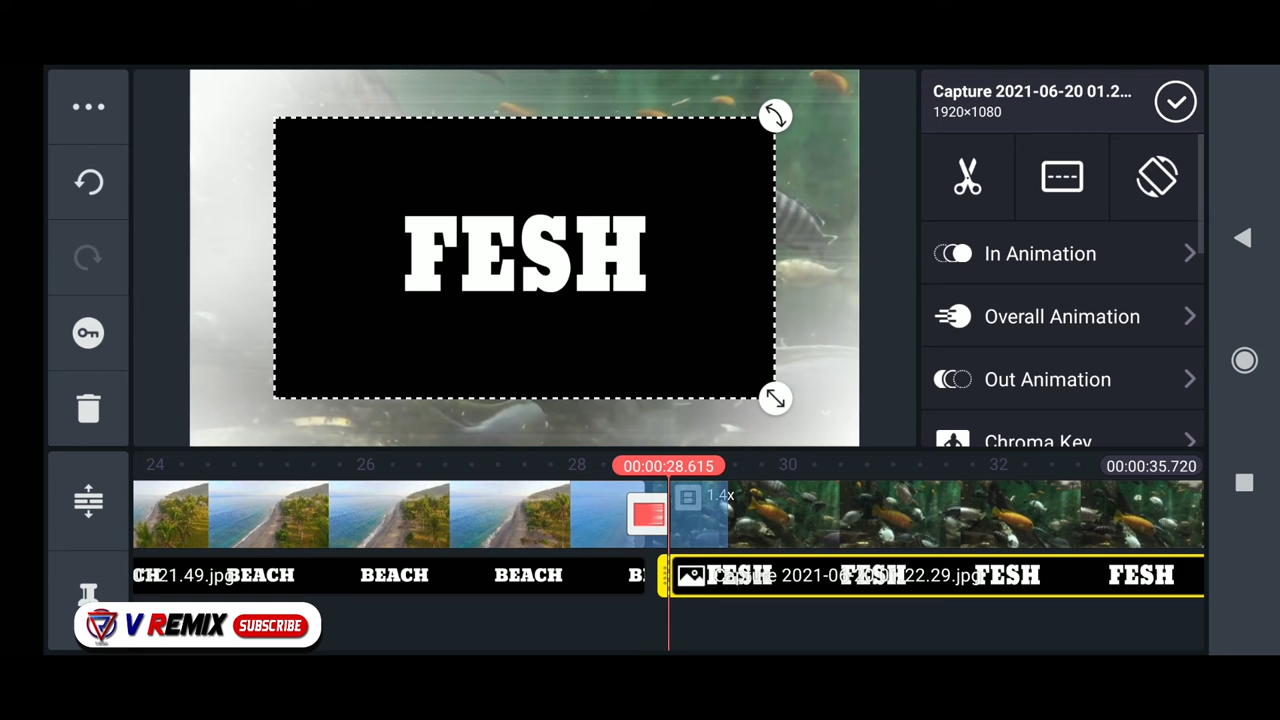 Capture 2021-06-20 01.2...
1920×1080
FESH
In Animation
Overall Animation
Out Animation
Chroma Key
24 26 28 00:00:28.615 30 32 00:00:35.720
1.4x
CH 21.49.jpg BEACH BEACH BEACH B
Capture 2021-06 22.29.jpg FESH FESH FESH FESH
V REMIX SUBSCRIBE